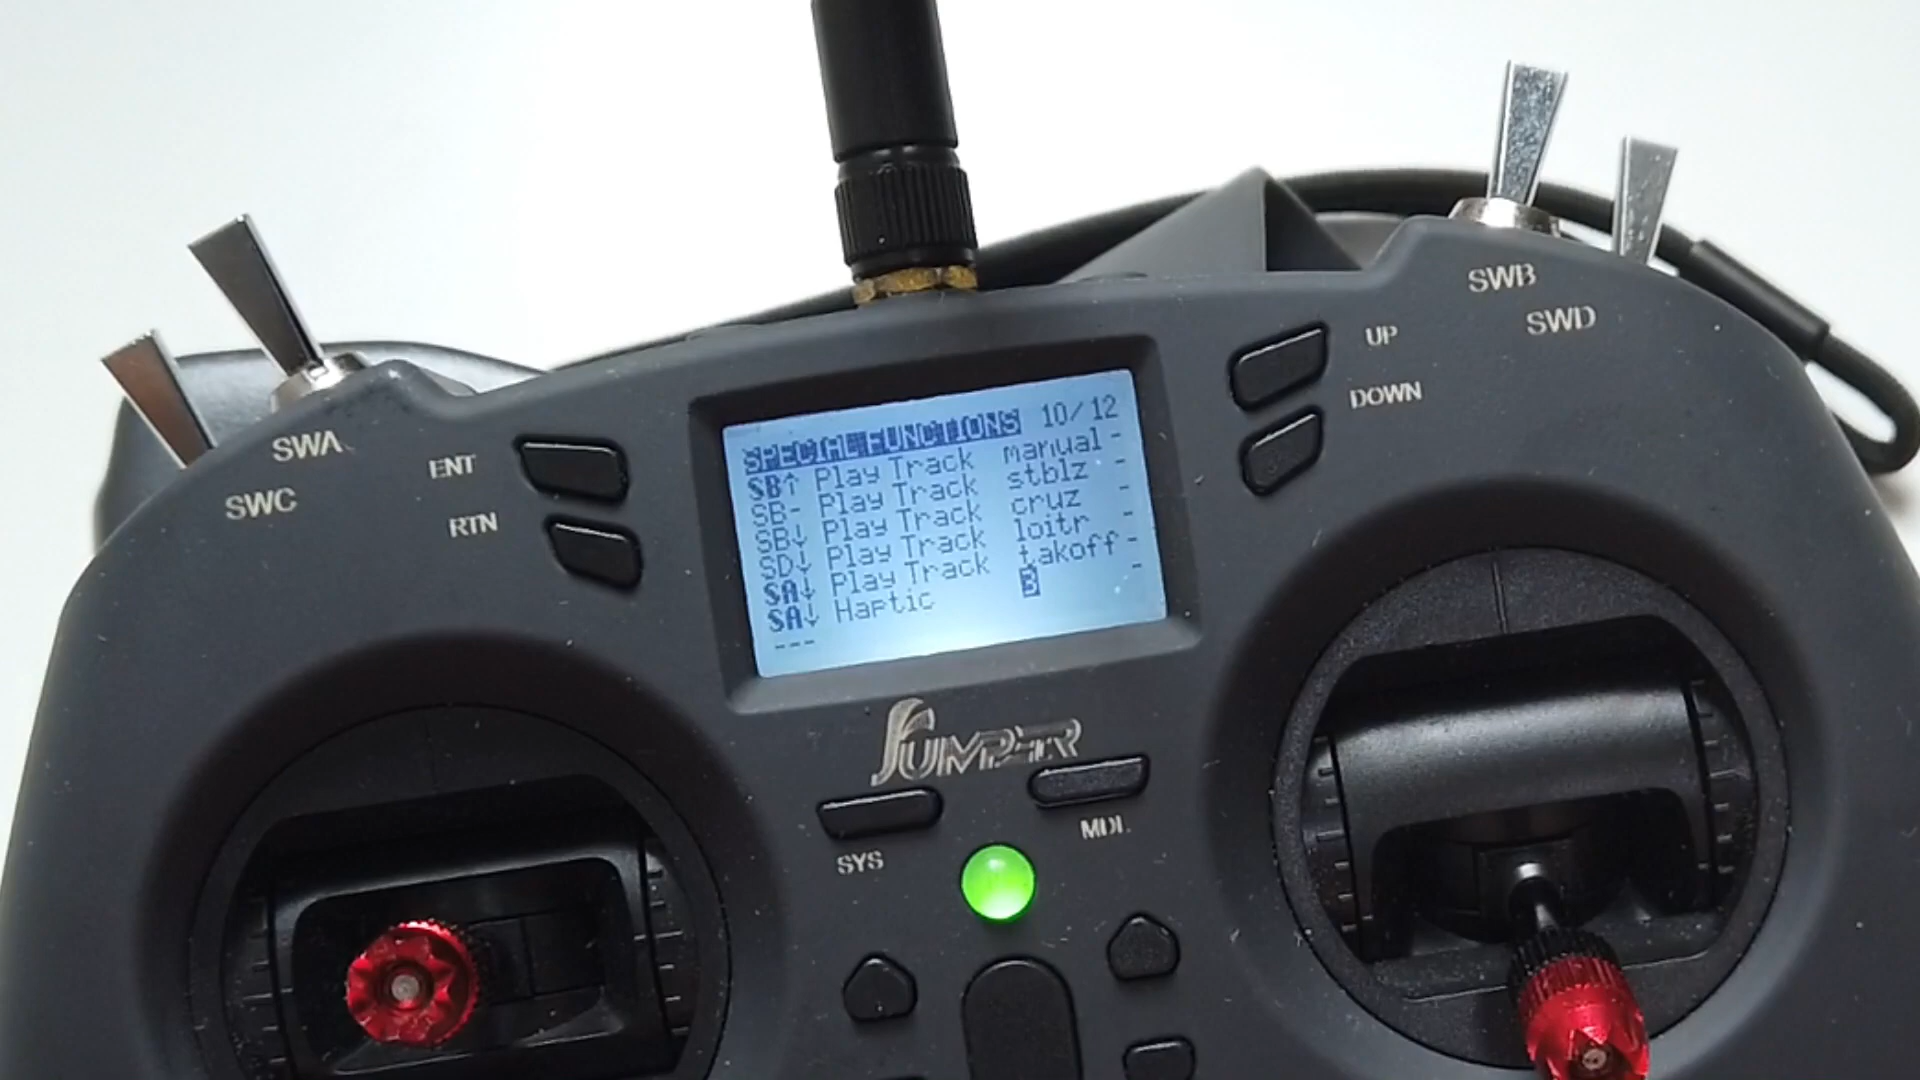 SWA
SWC
ENT
RTN
SPECIAL FUNCTIONS 10/12
SB↑ Play Track manual -
SB- Play Track stblz -
SB↓ Play Track cruz -
SD↓ Play Track loitr -
SA↓ Play Track takoff -
SA↓ Haptic 3 -
---
UP
DOWN
SWB
SWD
JUMPER
SYS
MDL